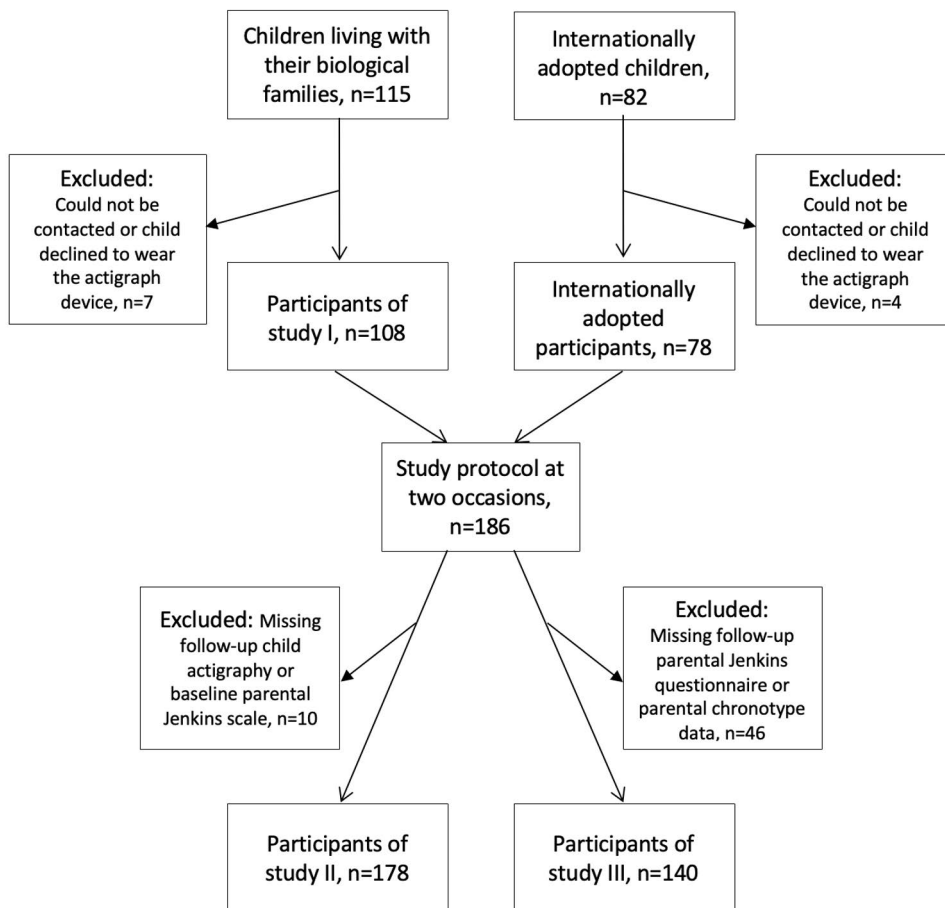 Children living with
their biological
families, n=115
Internationally
adopted children,
n=82
Excluded:
Could not be
contacted or child
declined to wear
the actigraph
device, n=7
Excluded:
Could not be
contacted or child
declined to wear
the actigraph
device, n=4
Participants of
study I, n=108
Internationally
adopted
participants, n=78
Study protocol at
two occasions,
n=186
Excluded: Missing
follow-up child
actigraphy or
baseline parental
Jenkins scale, n=10
Excluded:
Missing follow-up
parental Jenkins
questionnaire or
parental chronotype
data, n=46
Participants of
study II, n=178
Participants of
study III, n=140